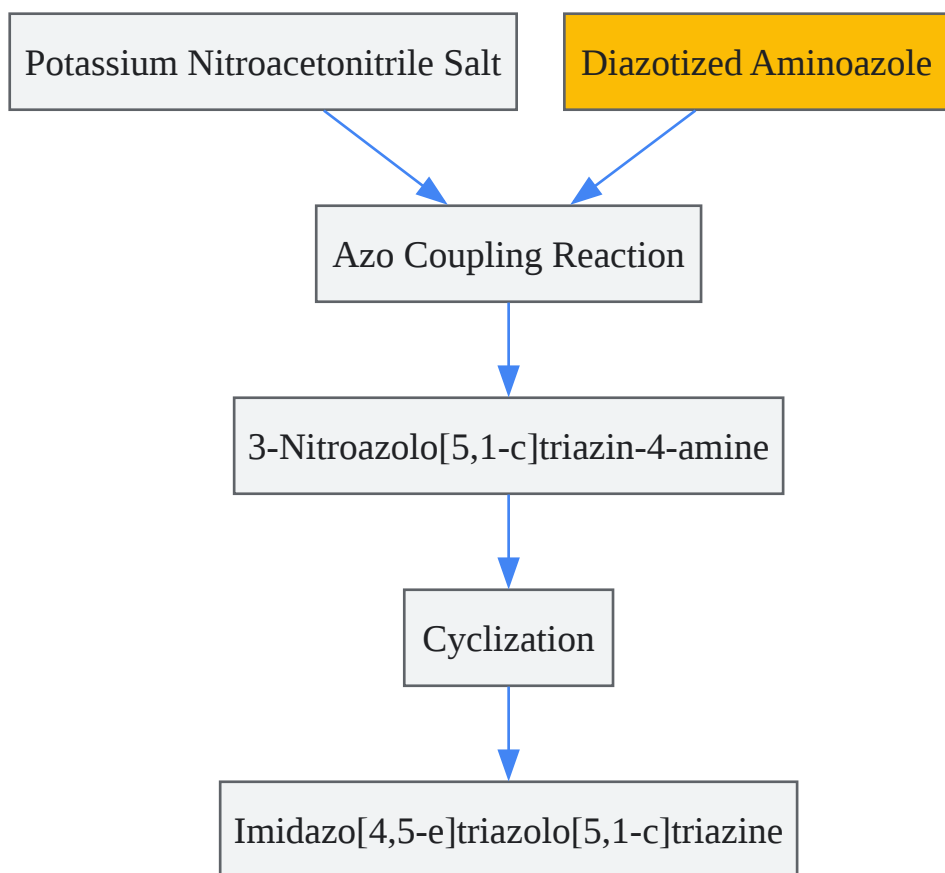 Potassium Nitroacetonitrile Salt
Diazotized Aminoazole
Azo Coupling Reaction
3-Nitroazolo[5,1-c]triazin-4-amine
Cyclization
Imidazo[4,5-e]triazolo[5,1-c]triazine